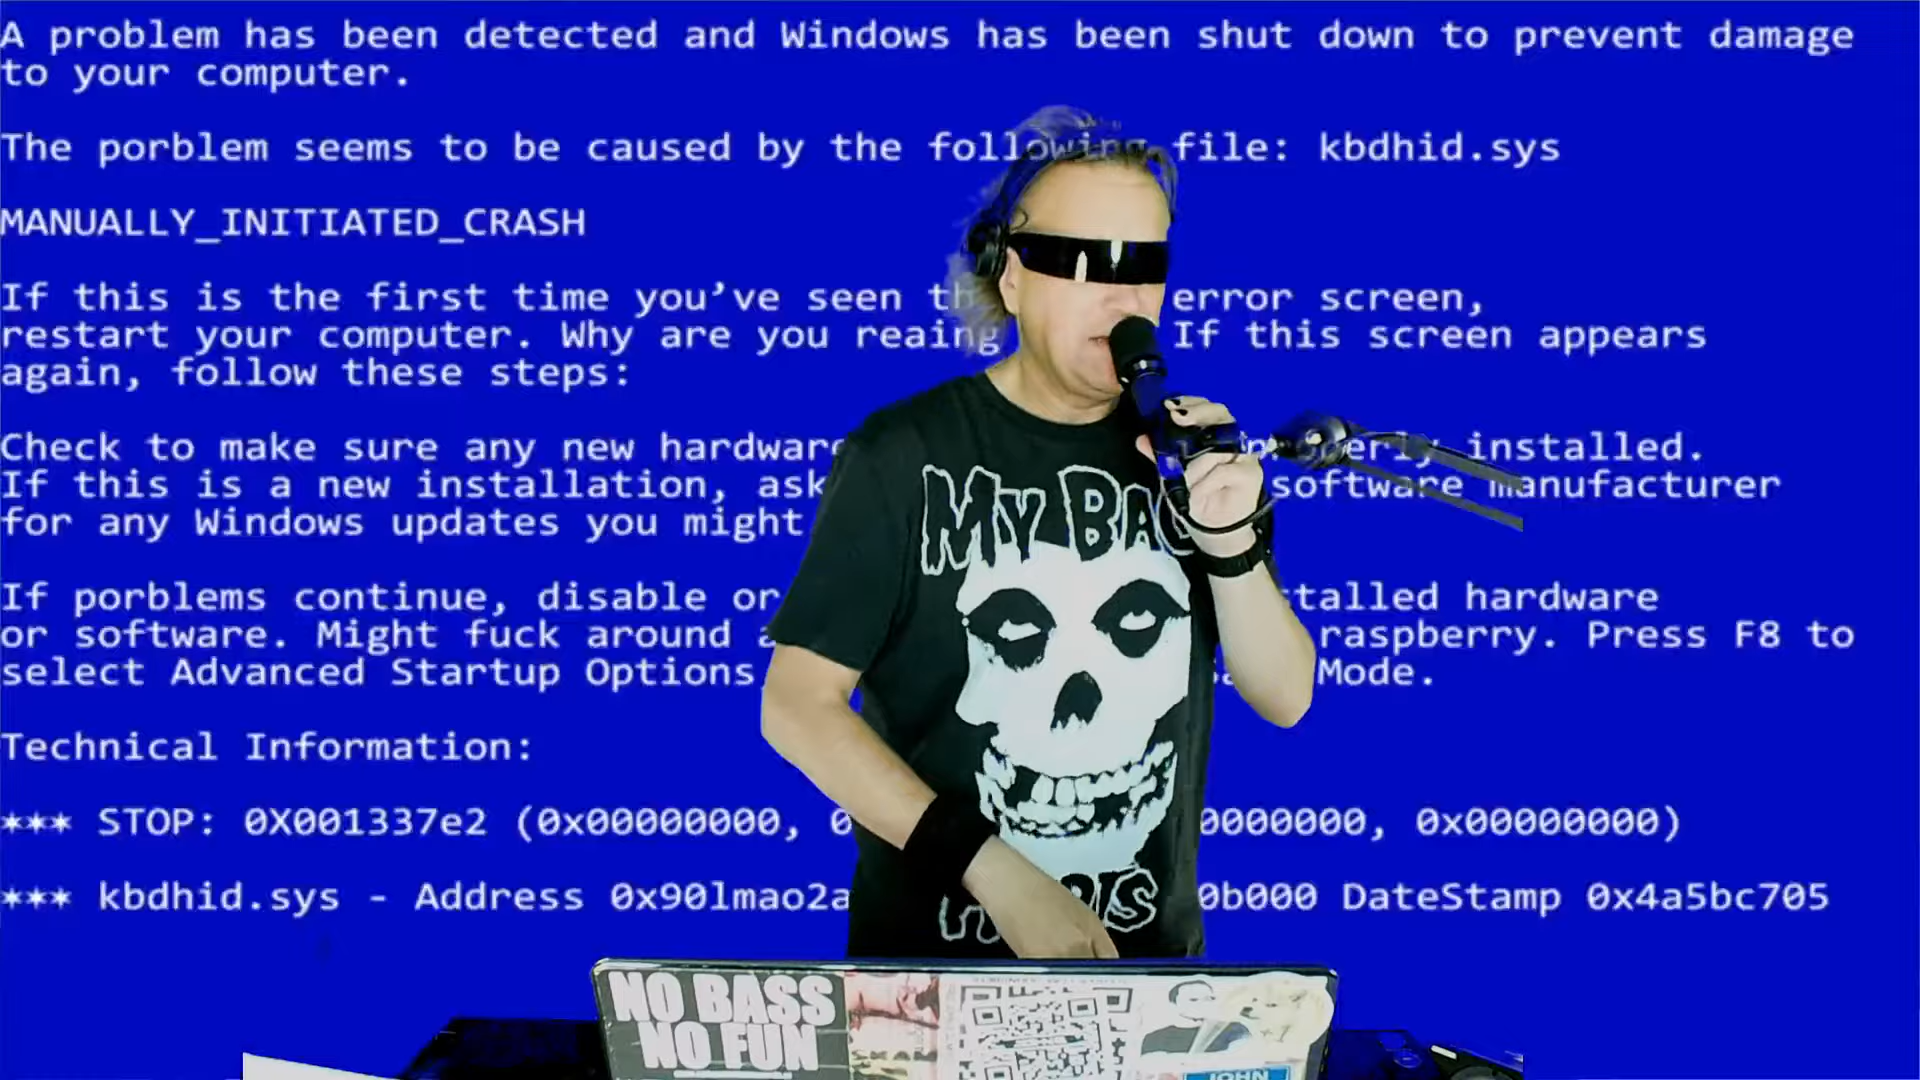 A problem has been detected and Windows has been shut down to prevent damage
to your computer.
The porblem seems to be caused by the following file: kbdhid.sys
MANUALLY_INITIATED_CRASH
If this is the first time you've seen error screen,
restart your computer. Why are you reaing If this screen appears
again, follow these steps:
Check to make sure any new hardware properly installed.
If this is a new installation, ask software manufacturer
for any Windows updates you might
If porblems continue, disable or hardware
or software. Might fuck around raspberry. Press F8 to
select Advanced Startup Options Mode.
Technical Information:
*** STOP: 0X001337e2 (0x00000000, 0x00000000)
*** kbdhid.sys - Address DateStamp 0x4a5bc705
MY
NO BASS
NO FUN
JOHN